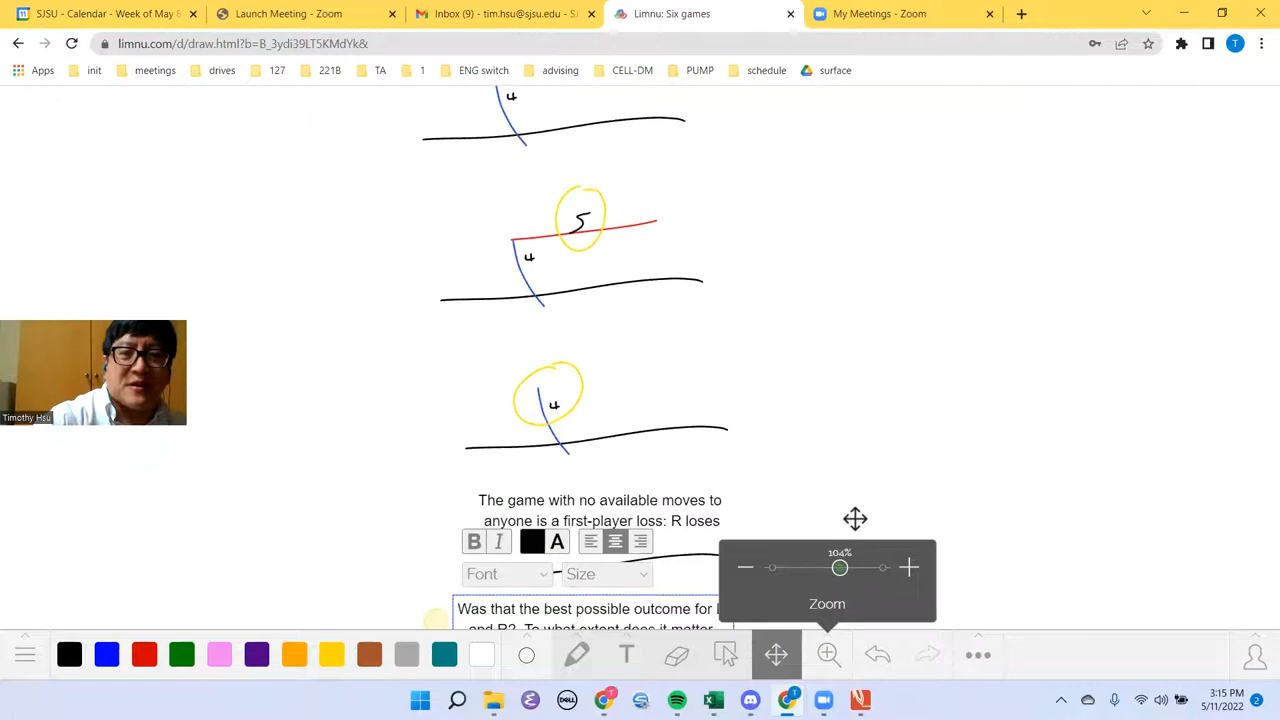 SJSU - Calendar - Week of May 8
Launch Meeting - Zoom
Inbox (9) - tim.hsu@sjsu.edu - SJ
Limnu: Six games
My Meetings - Zoom
limnu.com/d/draw.html?b=B_3ydi39LT5KMdYk&
T
Apps
init
meetings
drives
127
221B
TA
1
ENG switch
advising
CELL-DM
PUMP
schedule
surface
4
5
4
4
Timothy Hsu
The game with no available moves to
anyone is a first-player loss: R loses
B I A
Font
Size
104%
Zoom
Was that the best possible outcome for
T
3:15 PM
5/11/2022